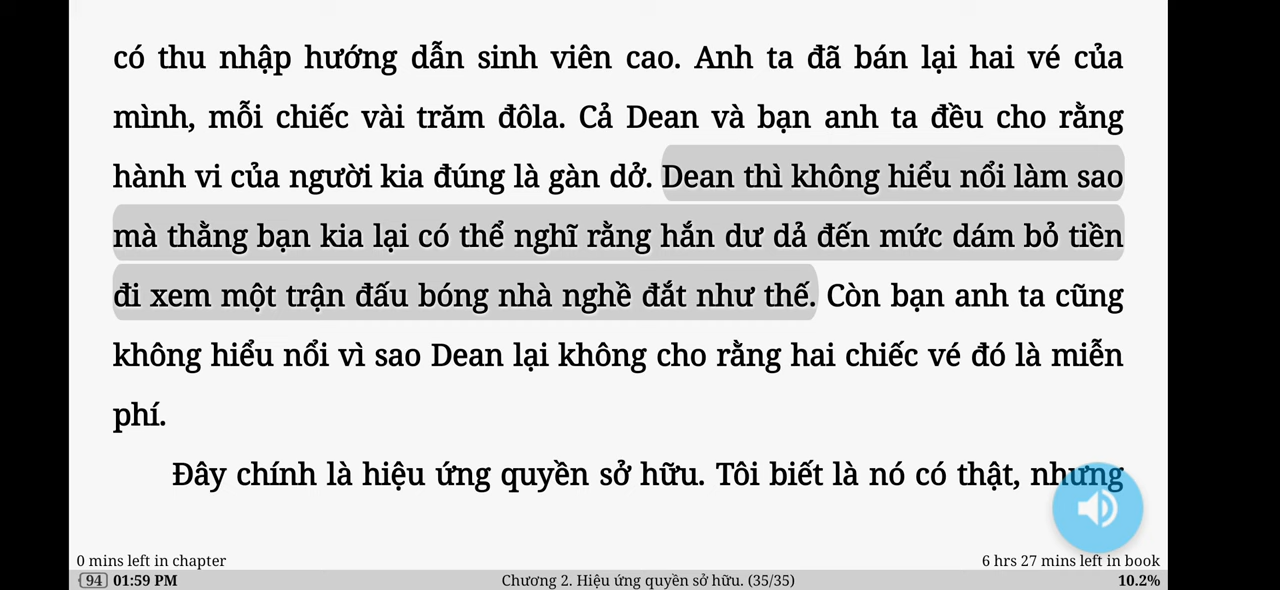 có thu nhập hướng dẫn sinh viên cao. Anh ta đã bán lại hai vé của
mình, mỗi chiếc vài trăm đôla. Cả Dean và bạn anh ta đều cho rằng
hành vi của người kia đúng là gàn dở. Dean thì không hiểu nổi làm sao
mà thằng bạn kia lại có thể nghĩ rằng hắn dư dả đến mức dám bỏ tiền
đi xem một trận đấu bóng nhà nghề đắt như thế. Còn bạn anh ta cũng
không hiểu nổi vì sao Dean lại không cho rằng hai chiếc vé đó là miễn
phí.
Đây chính là hiệu ứng quyền sở hữu. Tôi biết là nó có thật, nhưng
0 mins left in chapter
6 hrs 27 mins left in book
94 01:59 PM
Chương 2. Hiệu ứng quyền sở hữu. (35/35)
10.2%